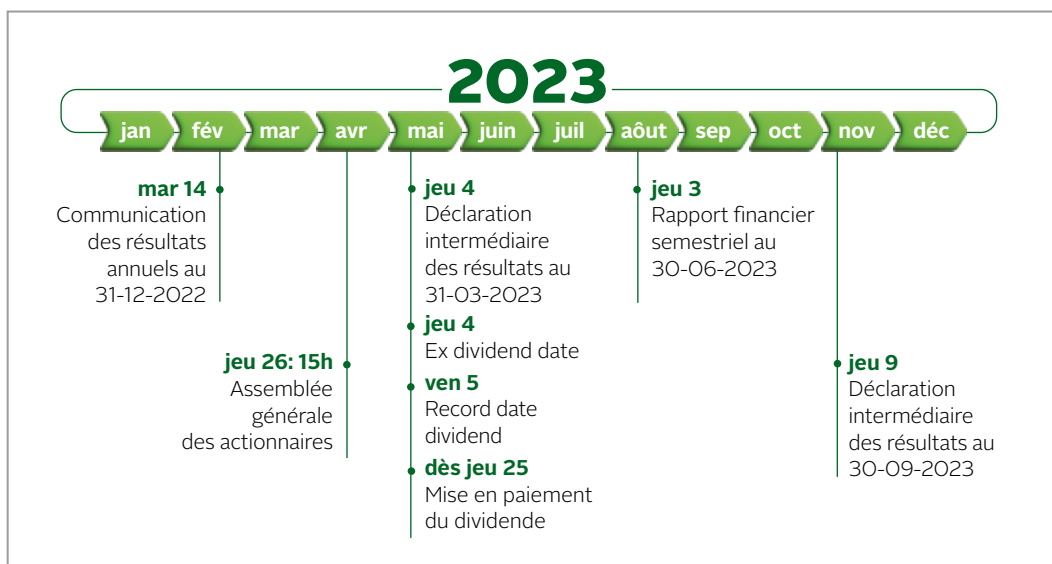 2023
jan fév mar avr mai juin juil aôut sep oct nov déc
mar 14
Communication
des résultats
annuels au
31-12-2022
jeu 26: 15h
Assemblée
générale
des actionnaires
jeu 4
Déclaration
intermédiaire
des résultats au
31-03-2023
jeu 4
Ex dividend date
ven 5
Record date
dividend
dès jeu 25
Mise en paiement
du dividende
jeu 3
Rapport financier
semestriel au
30-06-2023
jeu 9
Déclaration
intermédiaire
des résultats au
30-09-2023